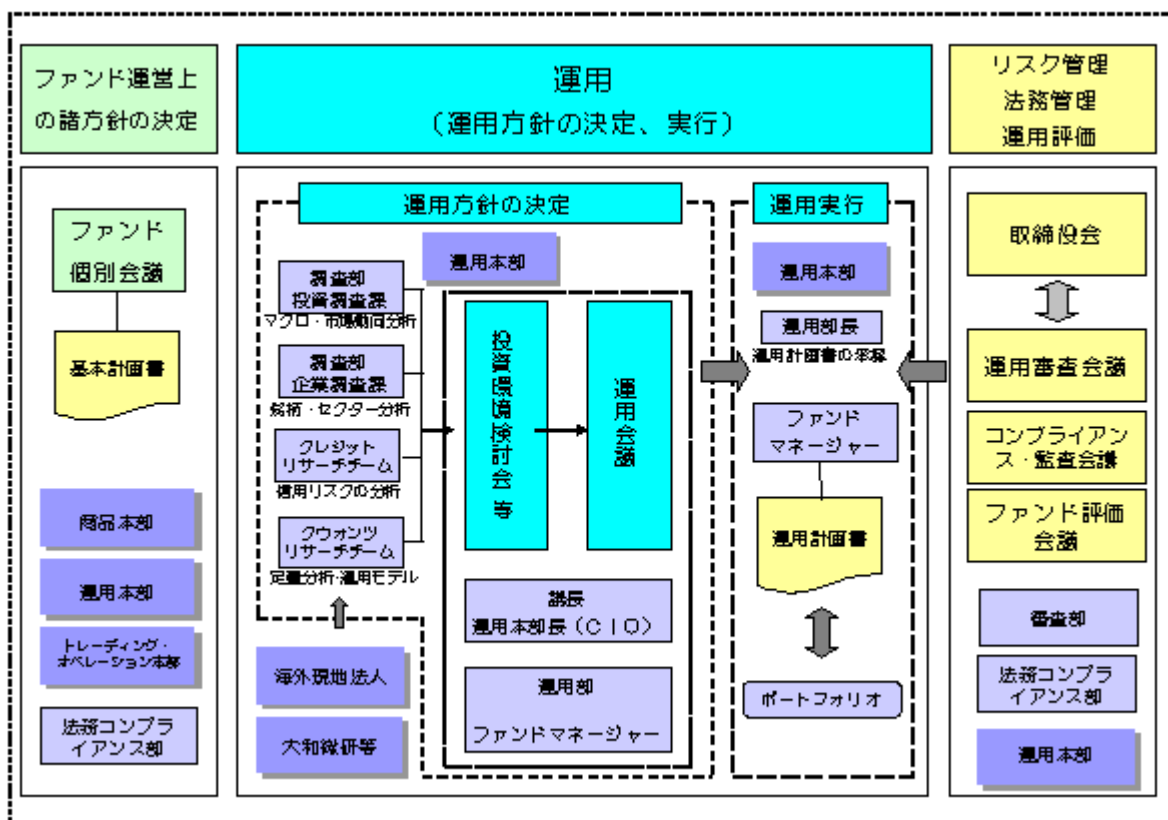 ファンド運営上
の諸方針の決定
運用
(運用方針の決定、実行)
リスク管理
法務管理
運用評価
ファンド
個別会議
基本計画書
商品本部
運用本部
トレーディング・
オペレーション本部
法務コンプラ
イアンス部
運用方針の決定
運用本部
調査部
投資調査課
マクロ・市場動向分析
調査部
企業調査課
銘柄・セクター分析
クレジット
リサーチチーム
信用リスクの分析
クウォンツ
リサーチチーム
定量分析・運用モデル
海外現地法人
大和総研等
投資環境検討会 等
運用会議
議長
運用本部長(CIO)
運用部
ファンドマネージャー
運用実行
運用本部
運用部長
運用計画書の承認
ファンド
マネージャー
運用計画書
ポートフォリオ
取締役会
運用審査会議
コンプライアン
ス・監査会議
ファンド評価
会議
審査部
法務コンプラ
イアンス部
運用本部